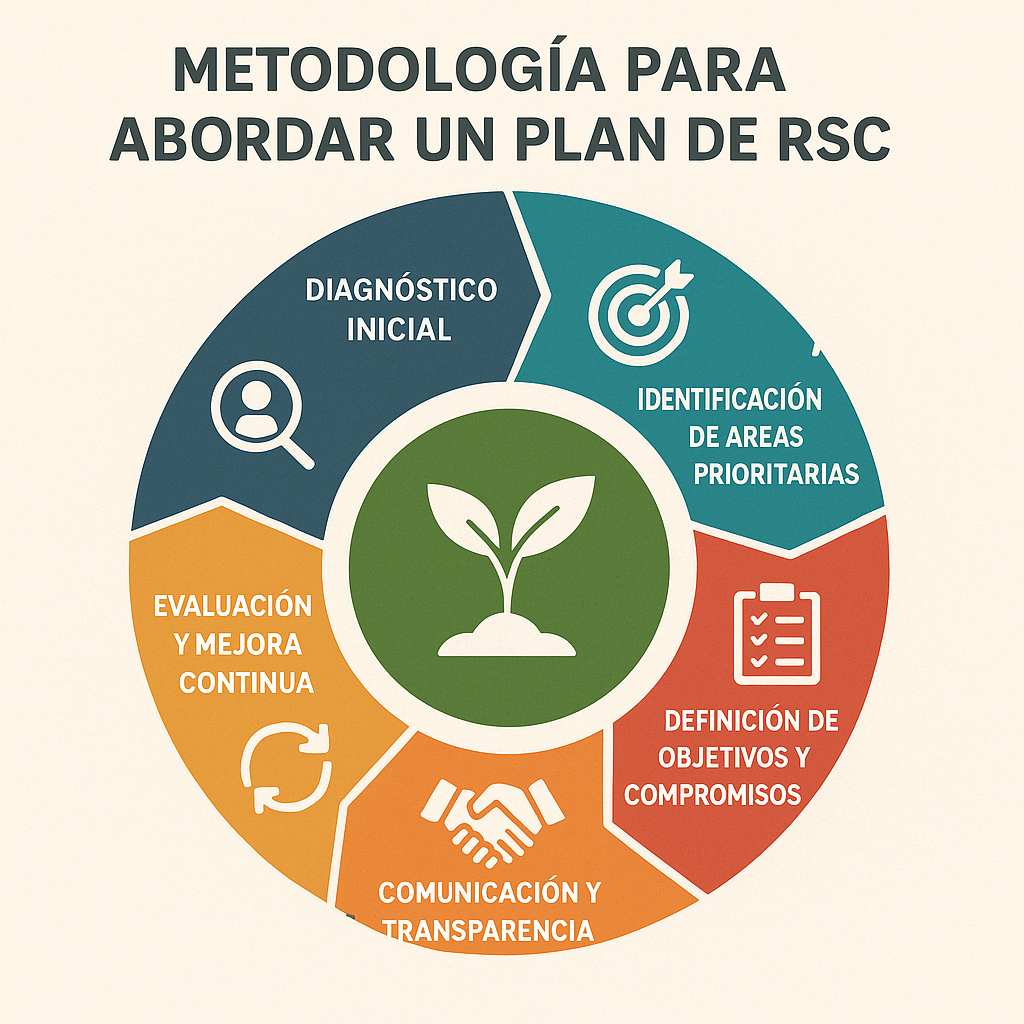 METODOLOGÍA PARA
ABORDAR UN PLAN DE RSC
DIAGNÓSTICO
INICIAL
IDENTIFICACIÓN
DE AREAS
PRIORITARIAS
DEFINICIÓN DE
OBJETIVOS Y
COMPROMISOS
COMUNICACIÓN Y
TRANSPARENCIA
EVALUACIÓN
Y MEJORA
CONTINUA